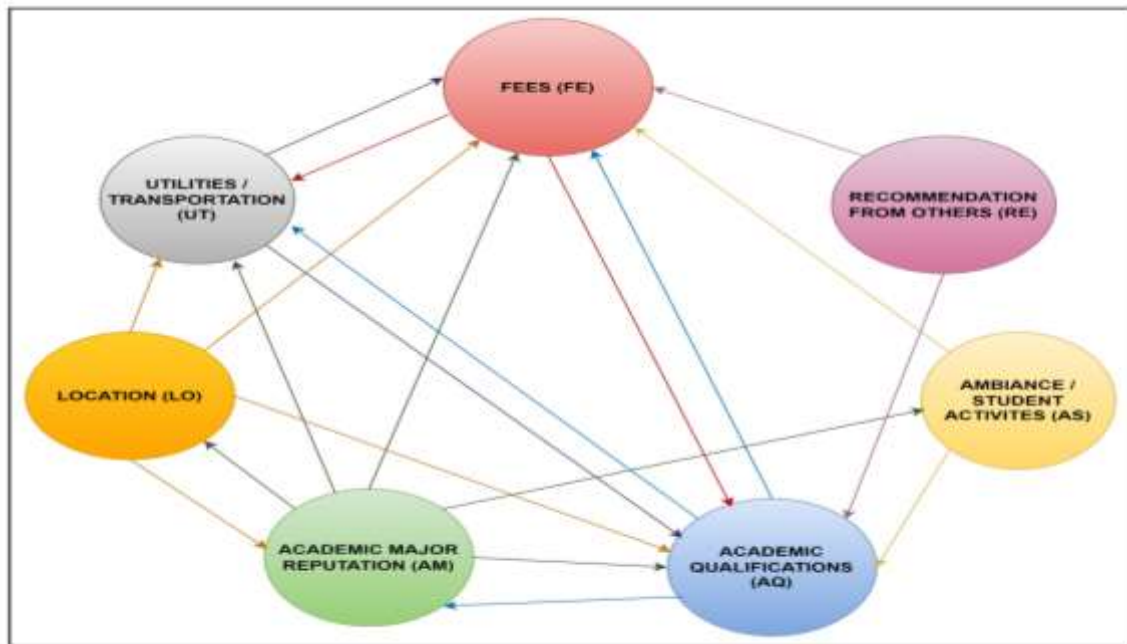 FEES (FE)
UTILITIES /
TRANSPORTATION
(UT)
RECOMMENDATION
FROM OTHERS (RE)
LOCATION (LO)
AMBIANCE /
STUDENT
ACTIVITES (AS)
ACADEMIC MAJOR
REPUTATION (AM)
ACADEMIC
QUALIFICATIONS
(AQ)